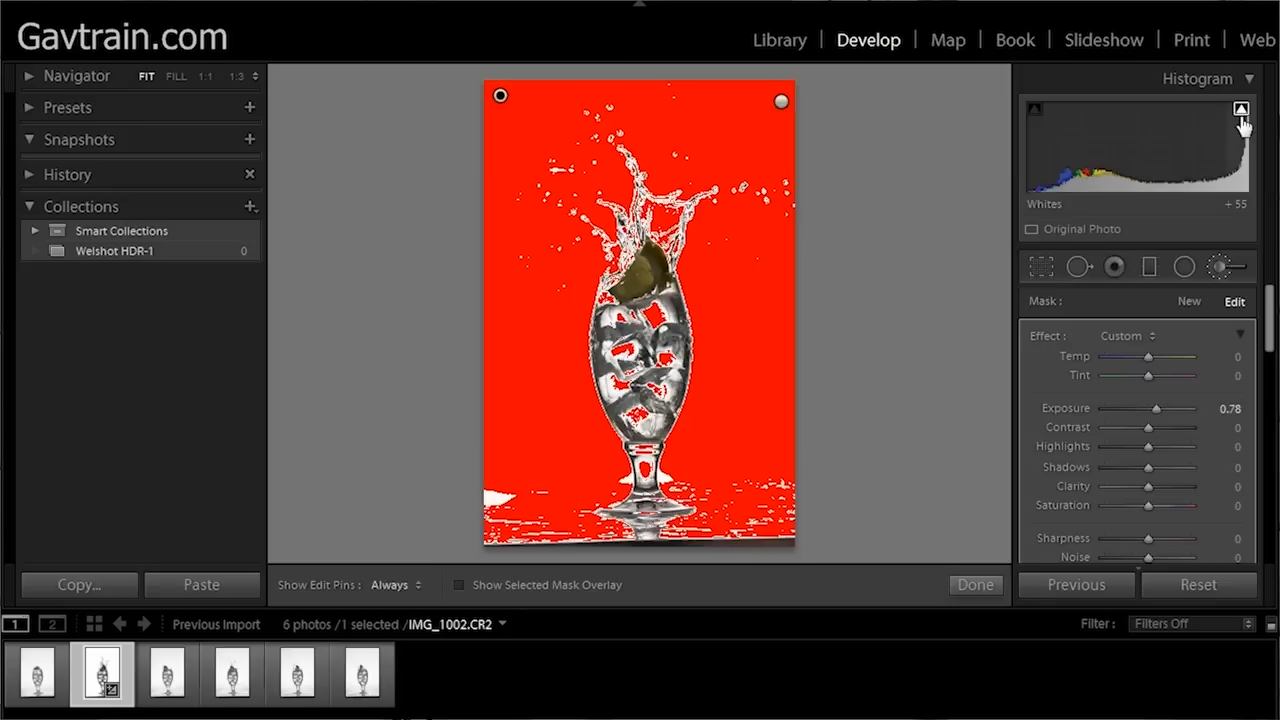 Gavtrain.com
Library | Develop | Map | Book | Slideshow | Print | Web
Navigator FIT FILL 1:1 1:3
Presets
Snapshots
History
Collections
Smart Collections
Welshot HDR-1 0
Copy... Paste
Histogram
Whites + 55
Original Photo
Mask : New Edit
Effect : Custom
Temp 0
Tint 0
Exposure 0.78
Contrast 0
Highlights 0
Shadows 0
Clarity 0
Saturation 0
Sharpness 0
Noise 0
Show Edit Pins : Always Show Selected Mask Overlay Done
Previous Reset
1 2 Previous Import 6 photos /1 selected /IMG_1002.CR2 Filter : Filters Off